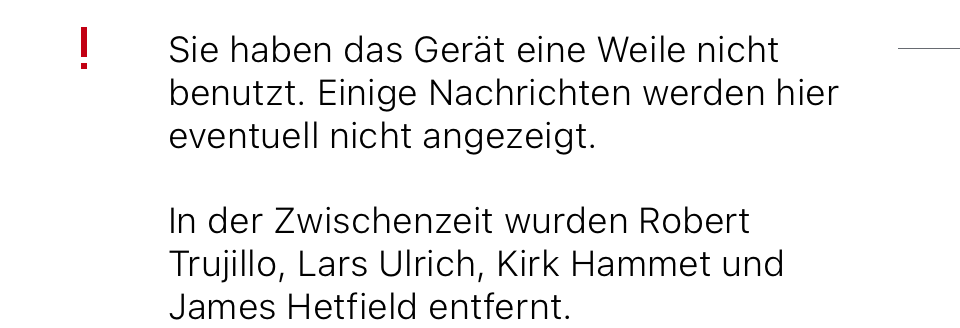 Sie haben das Gerät eine Weile nicht
benutzt. Einige Nachrichten werden hier
eventuell nicht angezeigt.
In der Zwischenzeit wurden Robert
Trujillo, Lars Ulrich, Kirk Hammet und
James Hetfield entfernt.